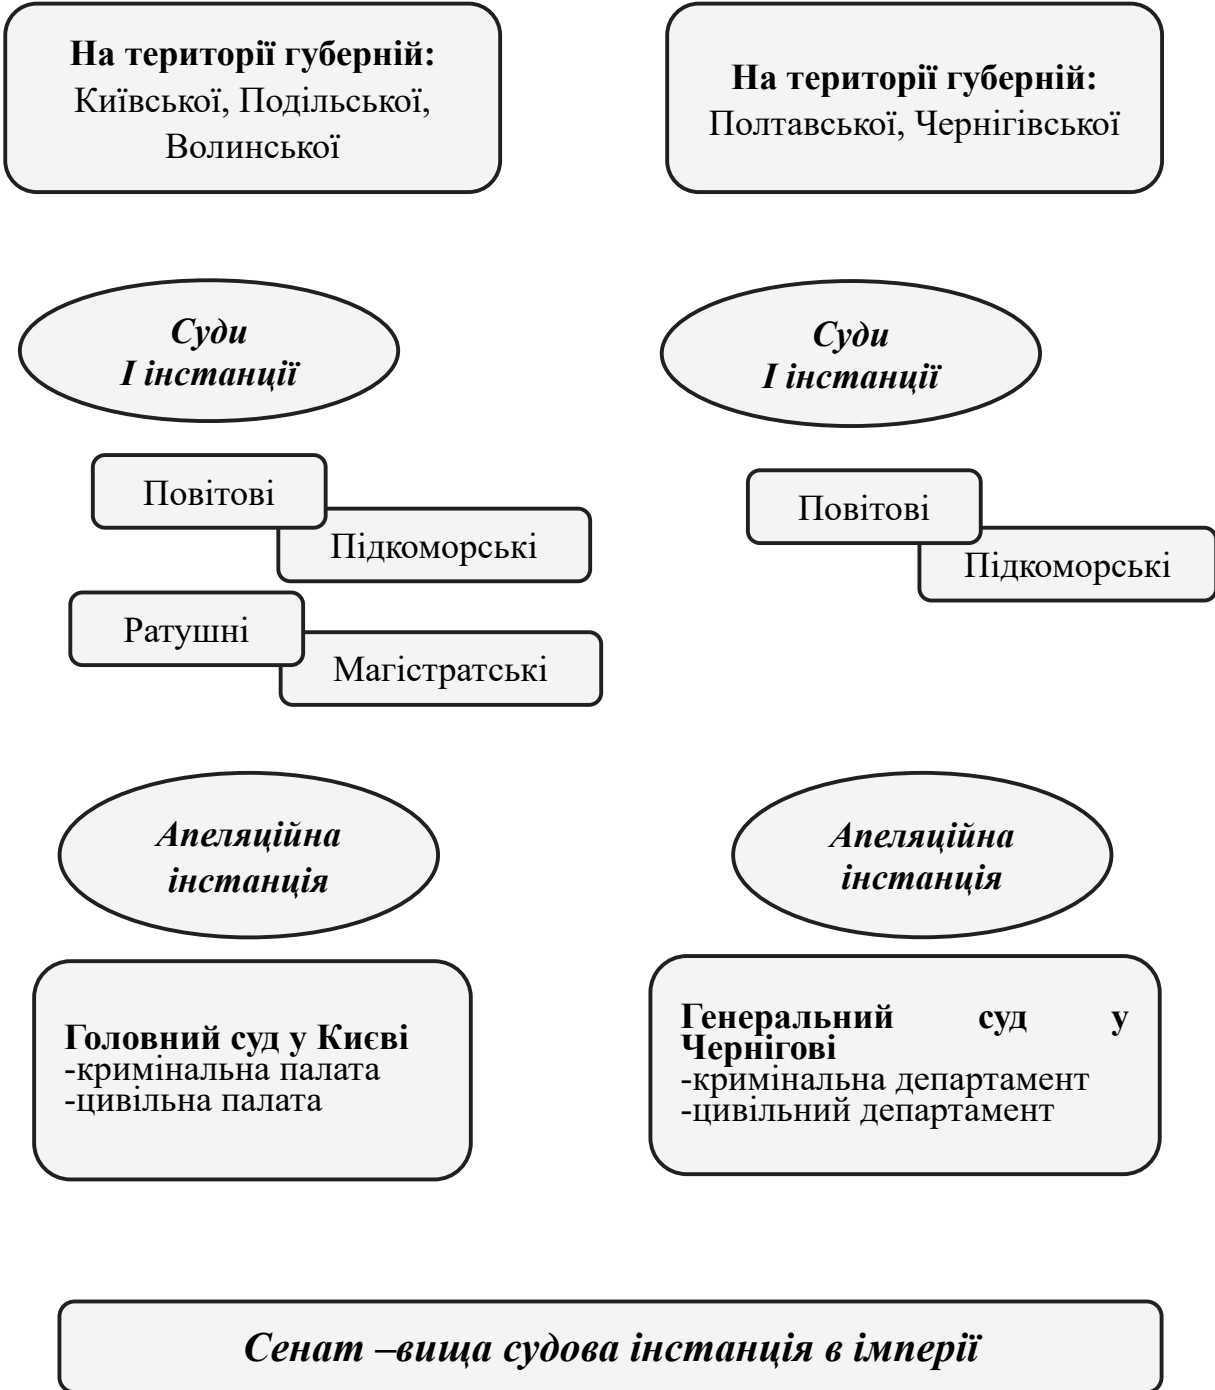 На території губерній:
Київської, Подільської,
Волинської
На території губерній:
Полтавської, Чернігівської
Суди
І інстанції
Суди
І інстанції
Повітові
Підкоморські
Ратушні
Магістратські
Повітові
Підкоморські
Апеляційна
інстанція
Апеляційна
інстанція
Головний суд у Києві
-кримінальна палата
-цивільна палата
Генеральний суд у
Чернігові
-кримінальна департамент
-цивільний департамент
Сенат –вища судова інстанція в імперії